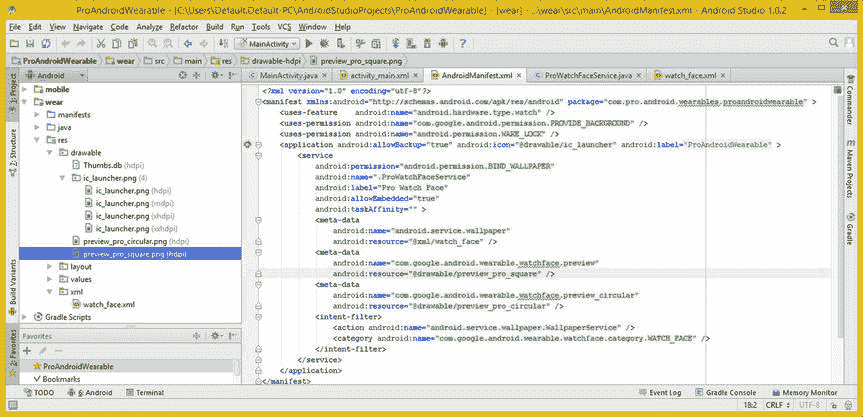 ProAndroidWearable - [C:\Users\Default.Default-PC\AndroidStudioProjects\ProAndroidWearable] - [wear] - ...\wear\src\main\AndroidManifest.xml - Android Studio 1.0.2
File Edit View Navigate Code Analyze Refactor Build Run Tools VCS Window Help
MainActivity
ProAndroidWearable wear src main res drawable-hdpi preview_pro_square.png
Android
MainActivity.java activity_main.xml AndroidManifest.xml ProWatchFaceService.java watch_face.xml
1: Project
7: Structure
Build Variants
2: Favorites
mobile
wear
manifests
java
res
drawable
Thumbs.db (hdpi)
ic_launcher.png (4)
ic_launcher.png (hdpi)
ic_launcher.png (mdpi)
ic_launcher.png (xhdpi)
ic_launcher.png (xxhdpi)
preview_pro_circular.png (hdpi)
preview_pro_square.png (hdpi)
layout
values
xml
watch_face.xml
Gradle Scripts
Favorites
ProAndroidWearable
Bookmarks
<?xml version="1.0" encoding="utf-8"?>
<manifest xmlns:android="http://schemas.android.com/apk/res/android" package="com.pro.android.wearables.proandroidwearable" >
<uses-feature android:name="android.hardware.type.watch" />
<uses-permission android:name="com.google.android.permission.PROVIDE_BACKGROUND" />
<uses-permission android:name="android.permission.WAKE_LOCK" />
<application android:allowBackup="true" android:icon="@drawable/ic_launcher" android:label="ProAndroidWearable" >
<service
android:permission="android.permission.BIND_WALLPAPER"
android:name=".ProWatchFaceService"
android:label="Pro Watch Face"
android:allowEmbedded="true"
android:taskAffinity="" >
<meta-data
android:name="android.service.wallpaper"
android:resource="@xml/watch_face" />
<meta-data
android:name="com.google.android.wearable.watchface.preview"
android:resource="@drawable/preview_pro_square" />
<meta-data
android:name="com.google.android.wearable.watchface.preview_circular"
android:resource="@drawable/preview_pro_circular" />
<intent-filter>
<action android:name="android.service.wallpaper.WallpaperService" />
<category android:name="com.google.android.wearable.watchface.category.WATCH_FACE" />
</intent-filter>
</service>
</application>
</manifest>
Commander
Maven Projects
Gradle
TODO 6: Android Terminal Event Log Gradle Console Memory Monitor
18:2 CRLF UTF-8